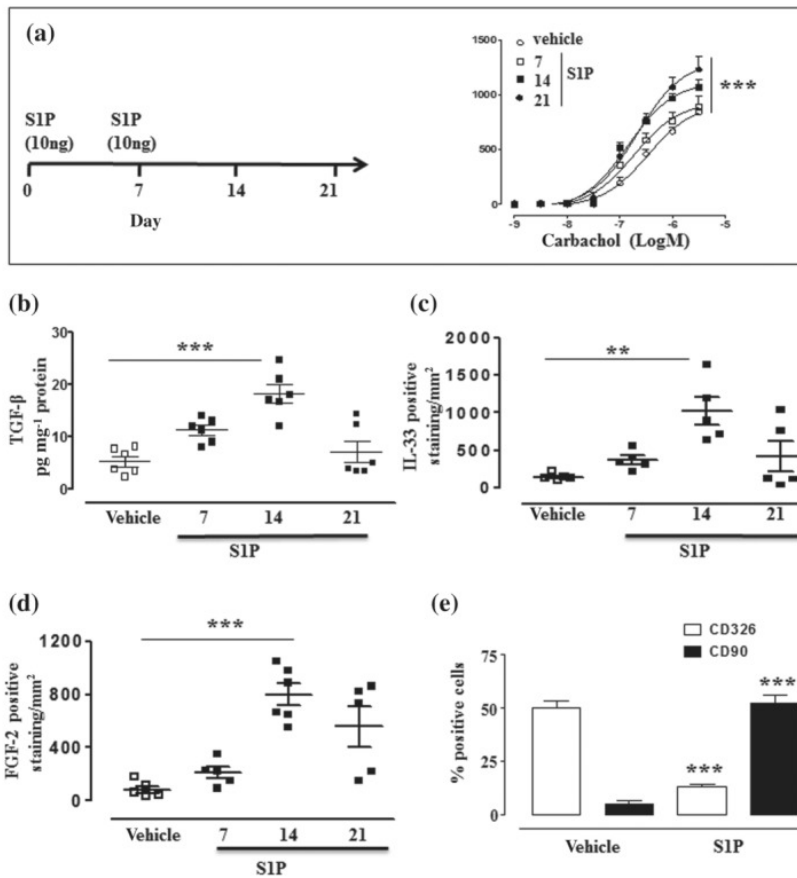 (a)
S1P S1P
(10ng) (10ng)
0 7 14 21
Day
vehicle
7
14
21
S1P
***
1500
1000
500
0
-9 -8 -7 -6 -5
Carbachol (LogM)
(b)
TGF-β
pg mg⁻¹ protein
30
20
10
0
***
Vehicle 7 14 21
S1P
(c)
IL-33 positive
staining/mm²
2000
1500
1000
500
0
**
Vehicle 7 14 21
S1P
(d)
FGF-2 positive
staining/mm²
1200
800
400
0
***
Vehicle 7 14 21
S1P
(e)
CD326
CD90
% positive cells
75
50
25
0
***
***
Vehicle S1P